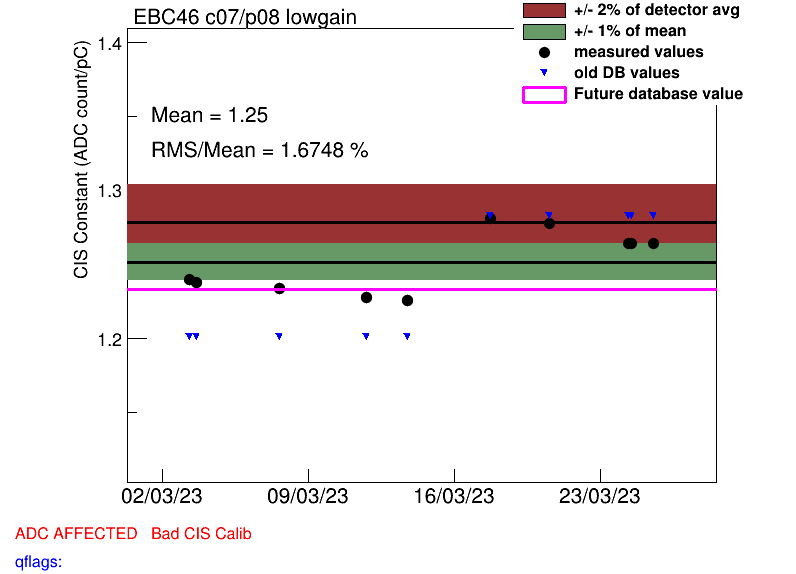 EBC46 c07/p08 lowgain
+/- 2% of detector avg
+/- 1% of mean
measured values
old DB values
Future database value
Mean = 1.25
RMS/Mean = 1.6748 %
CIS Constant (ADC count/pC)
1.4
1.3
1.2
02/03/23 09/03/23 16/03/23 23/03/23
ADC AFFECTED Bad CIS Calib
qflags: